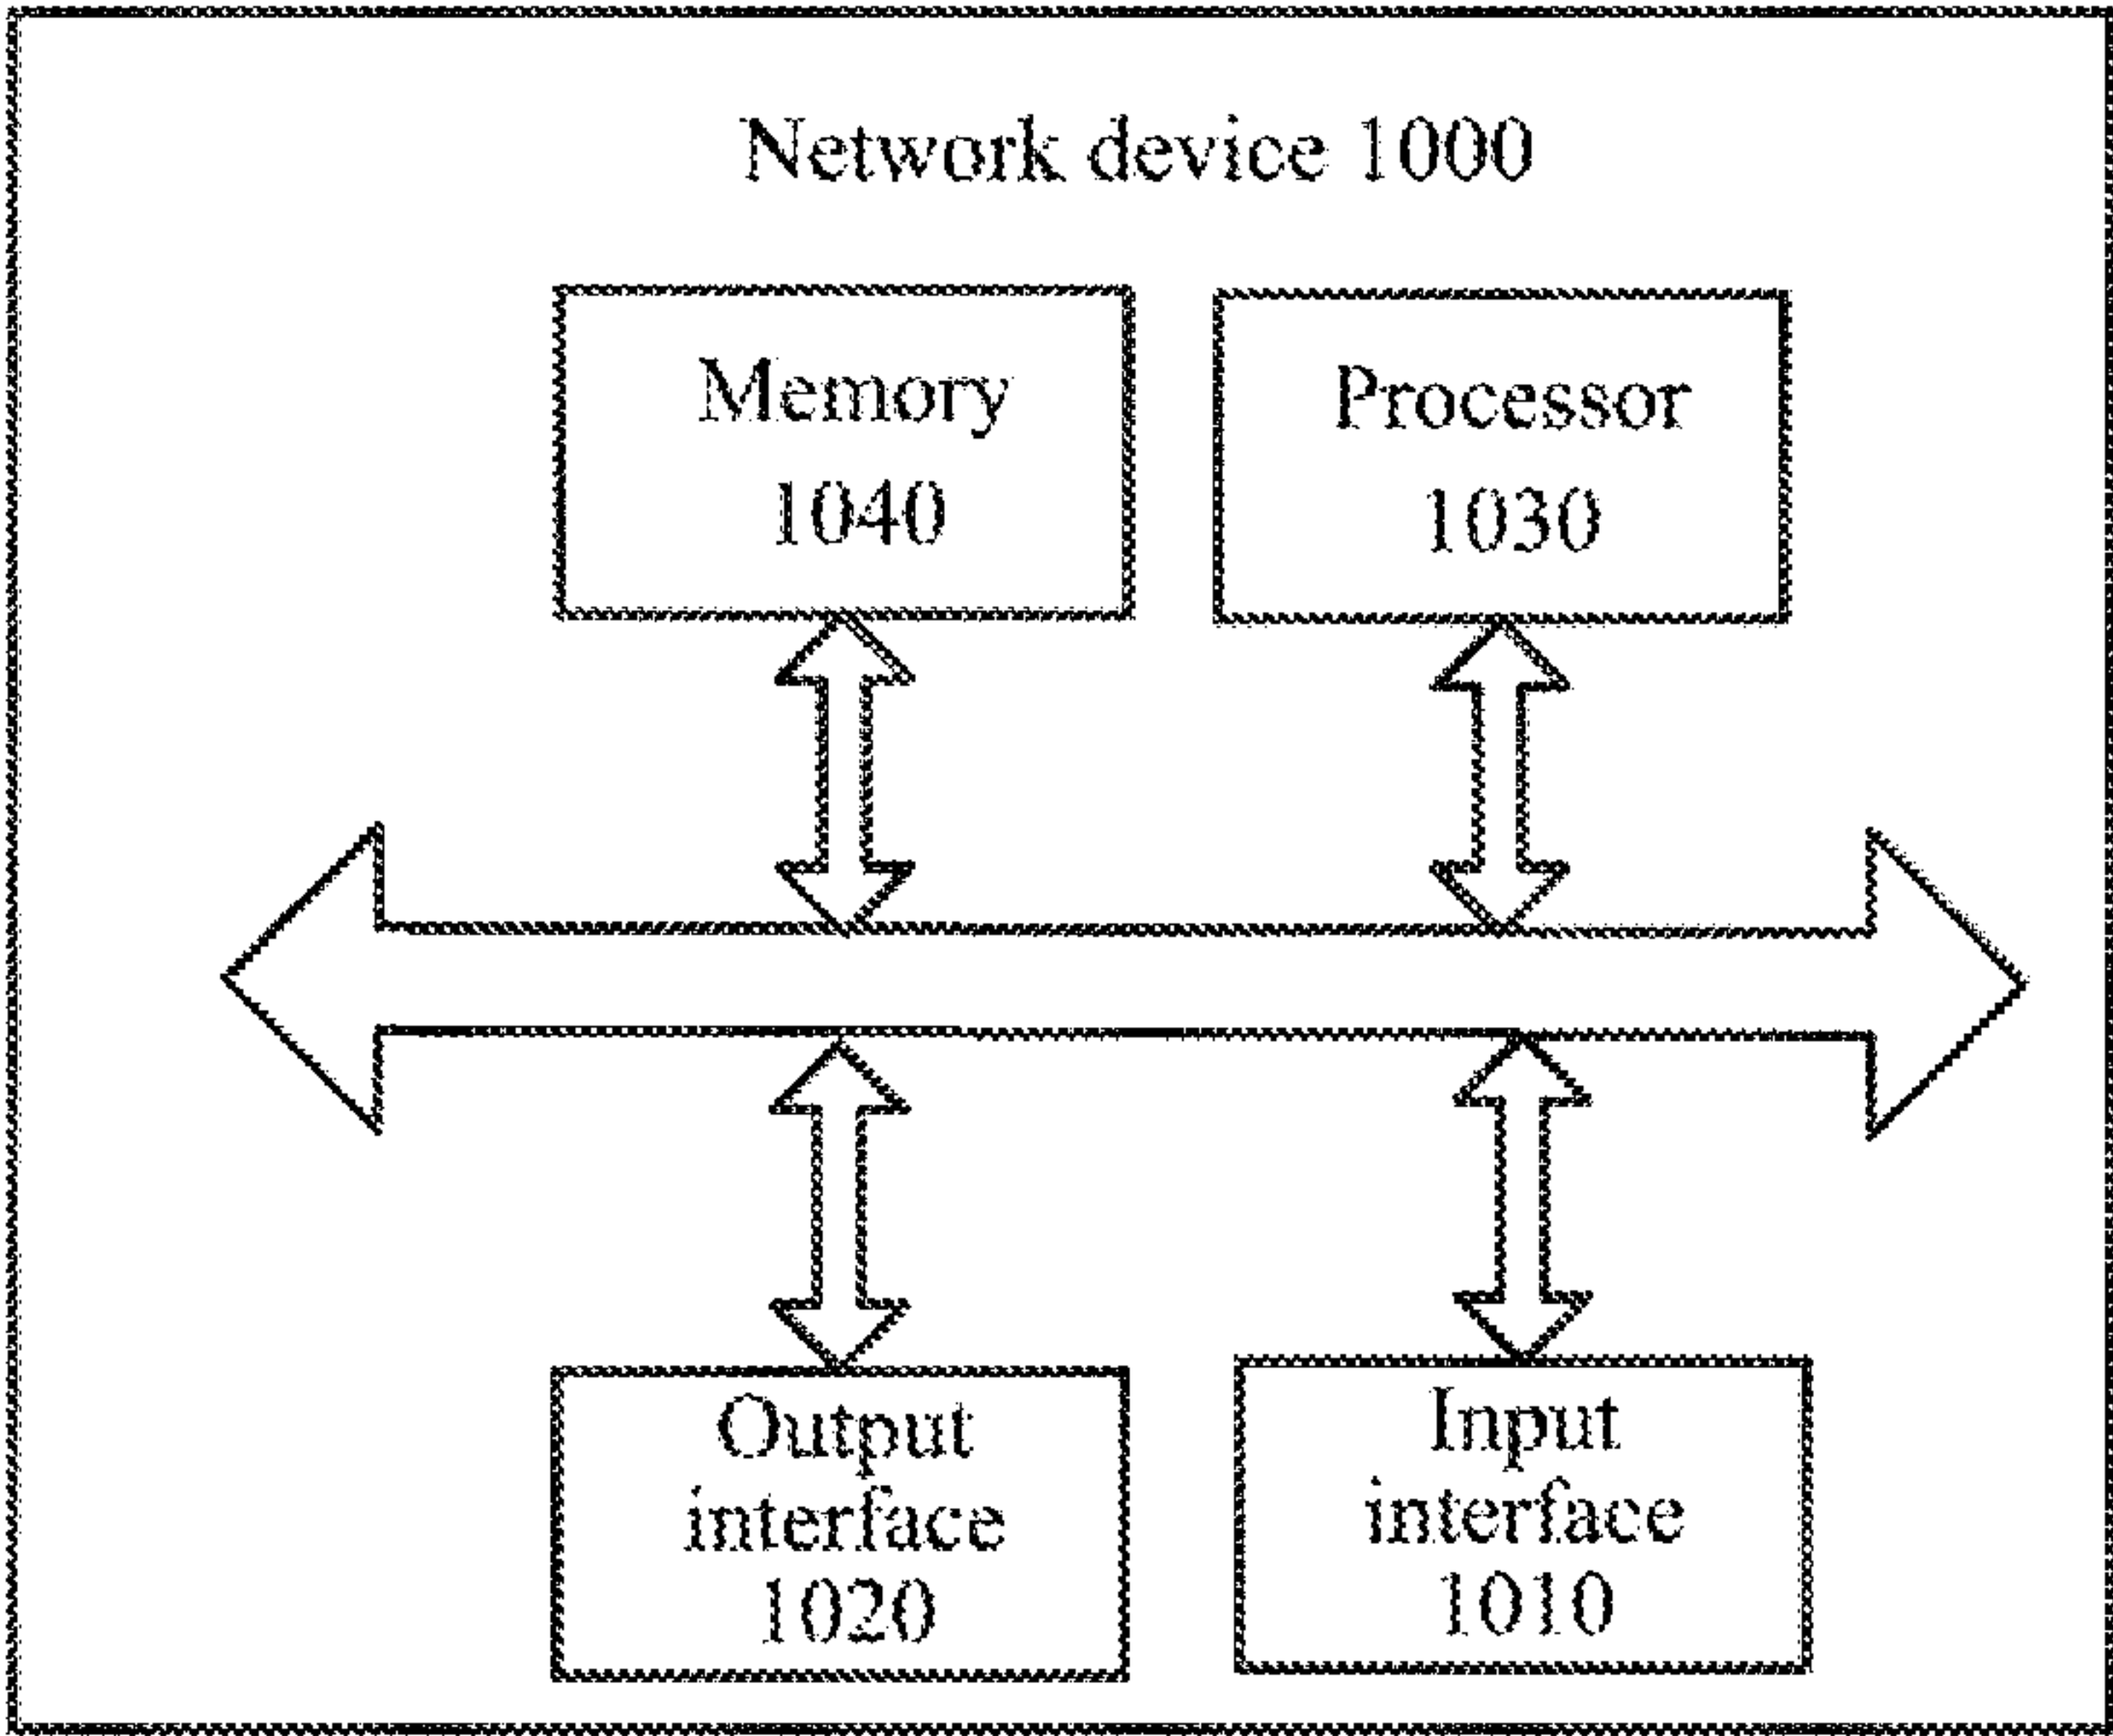 Network device 1000
Memory
1040
Processor
1030
Output
interface
1020
Input
interface
1010